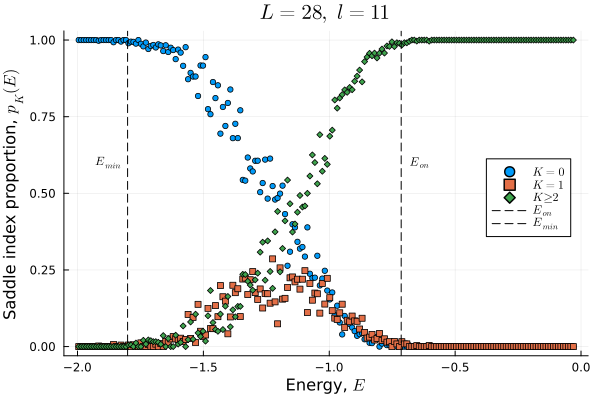 L = 28, l = 11
Saddle index proportion, p_K(E)
1.00
0.75
0.50
0.25
0.00
E_min
E_on
K = 0
K = 1
K ≥ 2
E_on
E_min
−2.0 −1.5 −1.0 −0.5 0.0
Energy, E